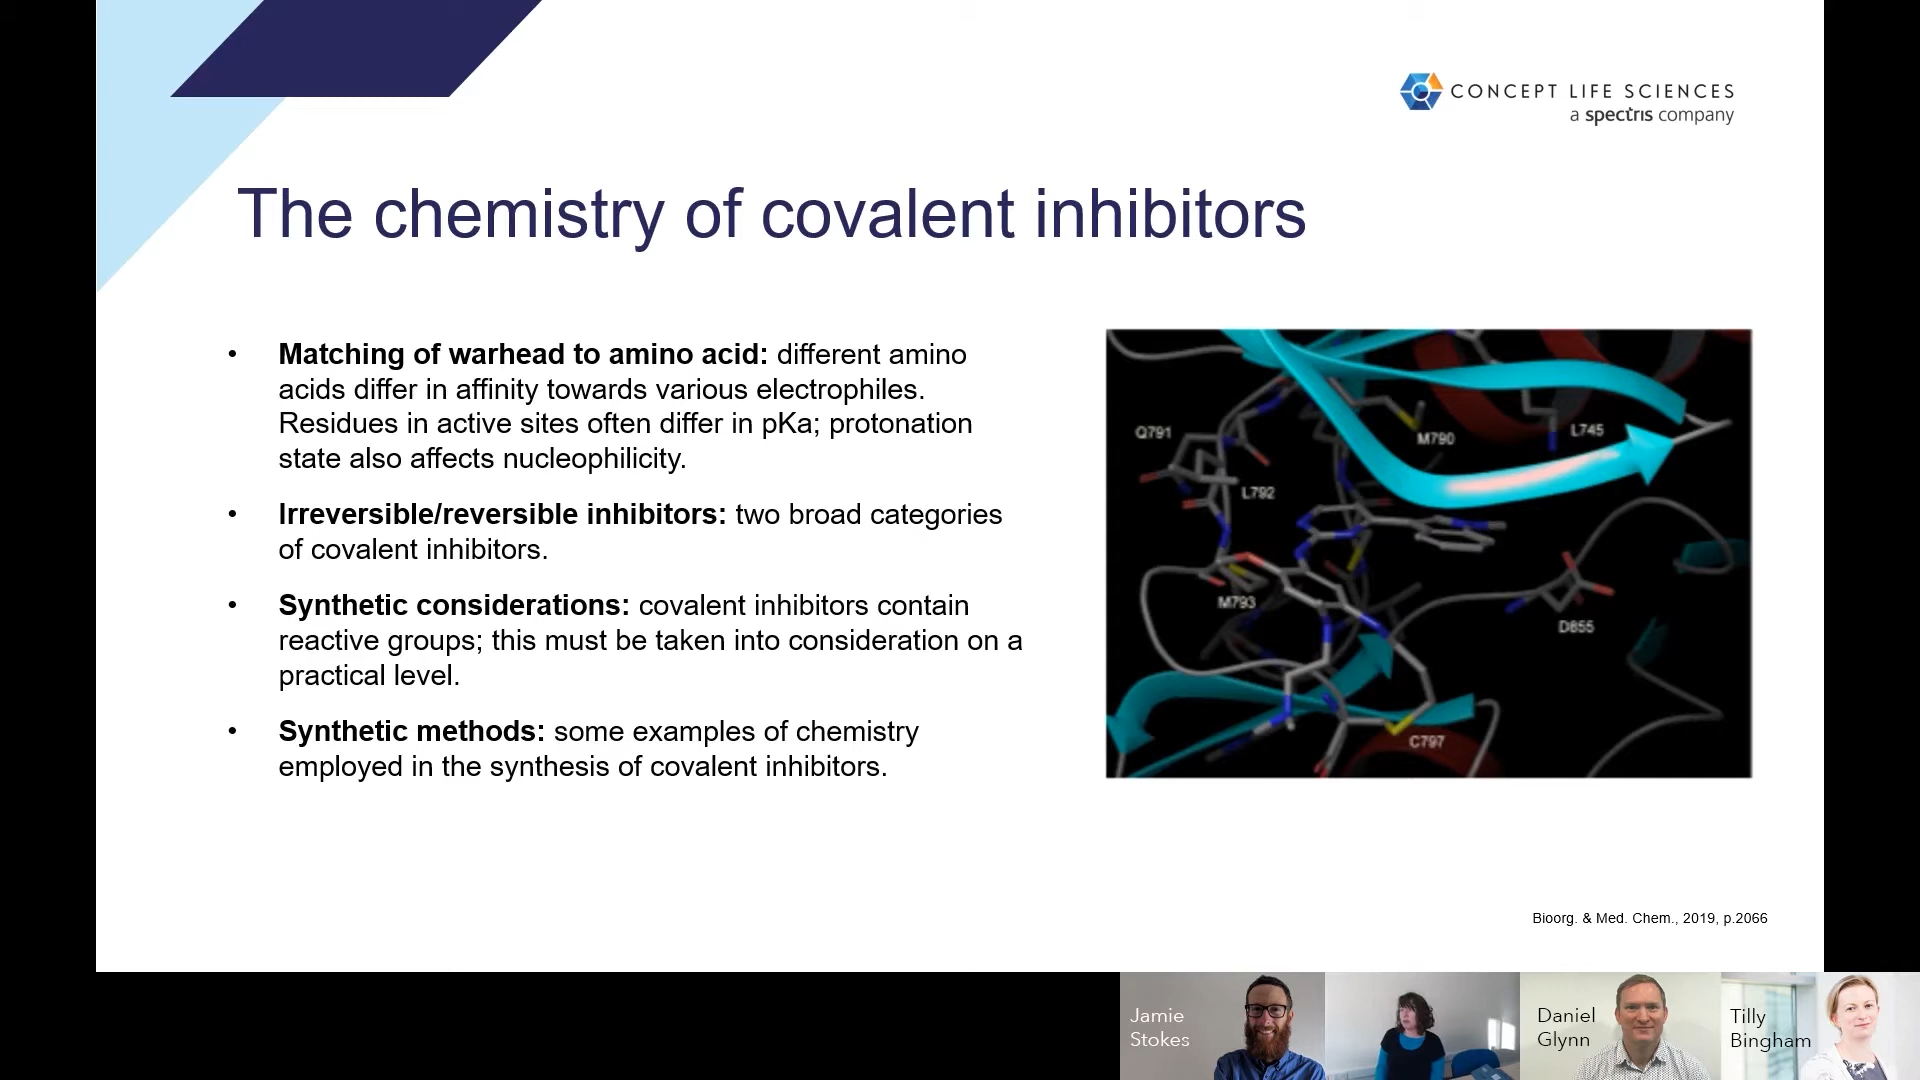 CONCEPT LIFE SCIENCES
a spectris company
The chemistry of covalent inhibitors
• Matching of warhead to amino acid: different amino
acids differ in affinity towards various electrophiles.
Residues in active sites often differ in pKa; protonation
state also affects nucleophilicity.
• Irreversible/reversible inhibitors: two broad categories
of covalent inhibitors.
• Synthetic considerations: covalent inhibitors contain
reactive groups; this must be taken into consideration on a
practical level.
• Synthetic methods: some examples of chemistry
employed in the synthesis of covalent inhibitors.
Q791
M790
L745
L792
M793
D855
C797
Bioorg. & Med. Chem., 2019, p.2066
Jamie
Stokes
Daniel
Glynn
Tilly
Bingham